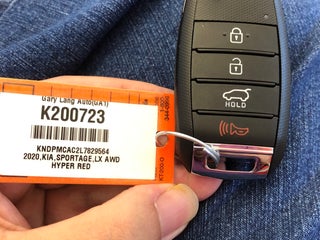 Gary Lang Auto(GA1)
K200723
KNDPMCAC2L7829564
2020,KIA,SPORTAGE,LX AWD
HYPER RED
HOLD